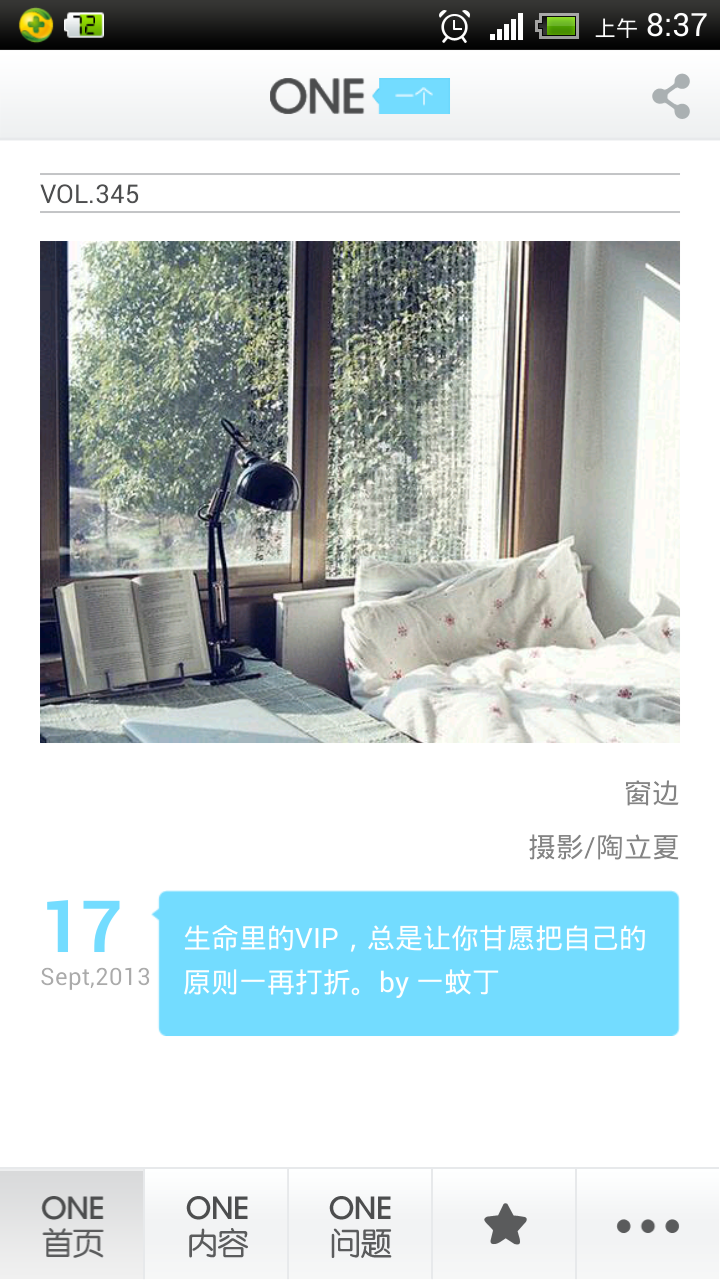 72
上午 8:37
ONE 一个
VOL.345
窗边
摄影/陶立夏
17
Sept,2013
生命里的VIP，总是让你甘愿把自己的
原则一再打折。by 一蚊丁
ONE
首页
ONE
内容
ONE
问题